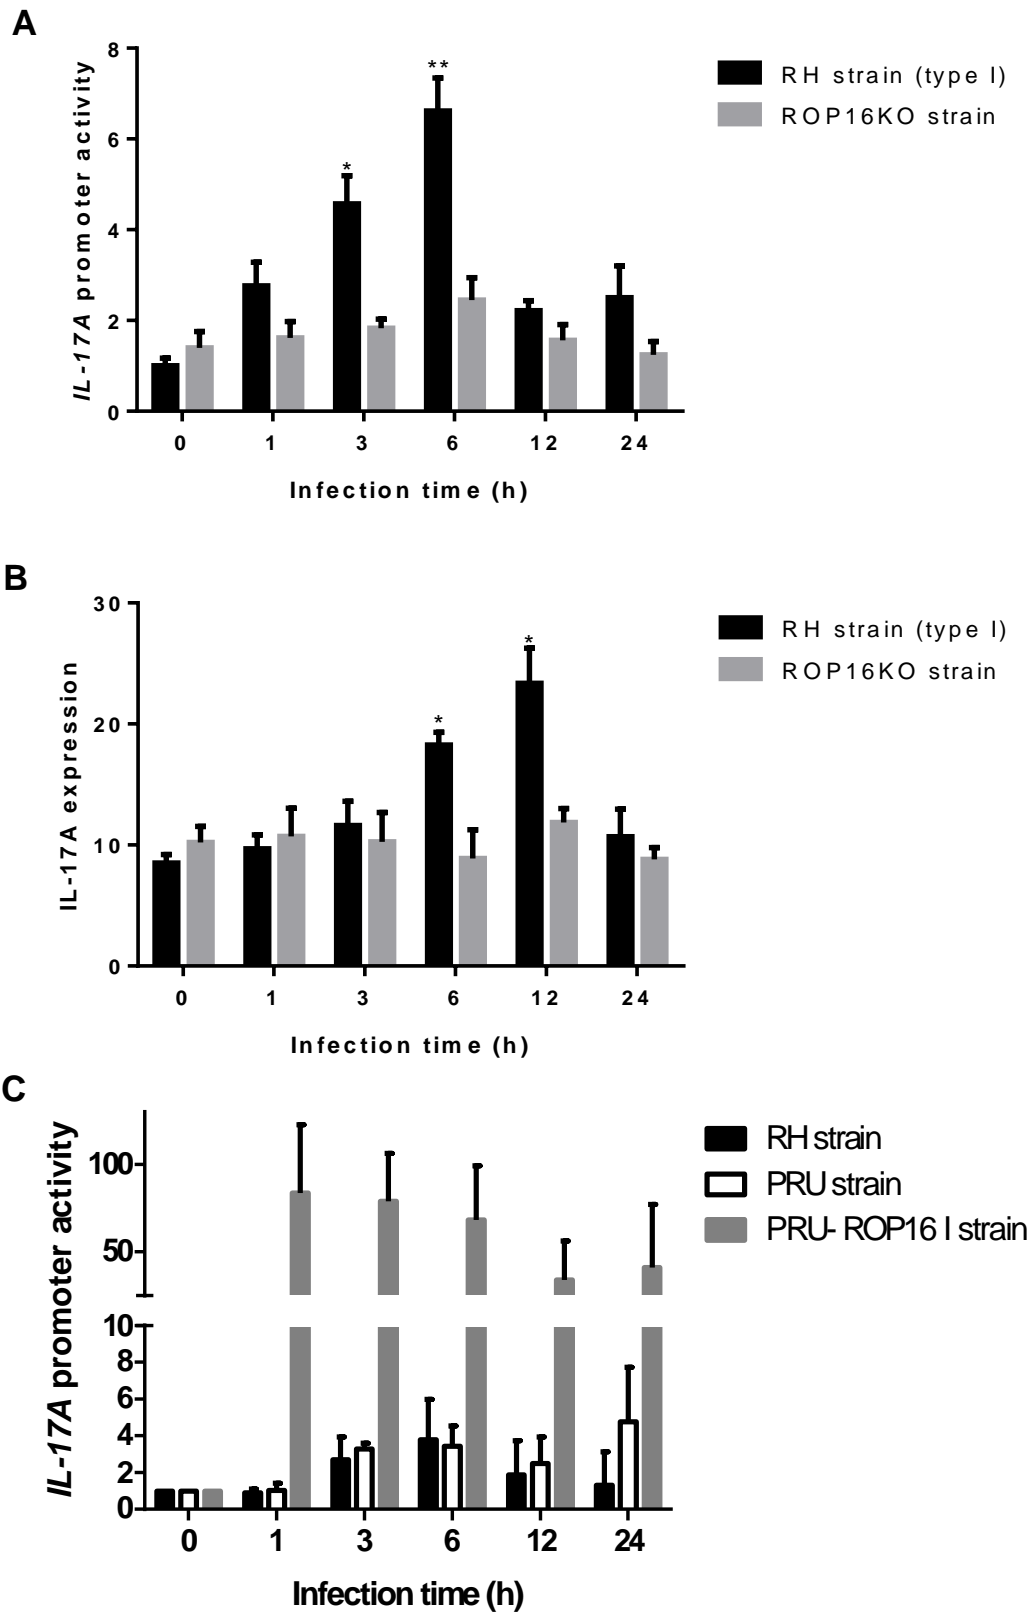 A
IL-17A promoter activity
8
6
4
2
0
*
**
0 1 3 6 12 24
Infection time (h)
RH strain (type I)
ROP16KO strain
B
IL-17A expression
30
20
10
0
*
*
0 1 3 6 12 24
Infection time (h)
RH strain (type I)
ROP16KO strain
C
IL-17A promoter activity
100
50
10
8
6
4
2
0
0 1 3 6 12 24
Infection time (h)
RH strain
PRU strain
PRU- ROP16 I strain